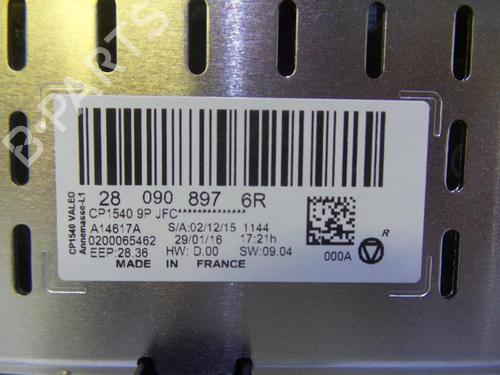 B-PARTS
CP1540 VALEO
Annemasse-L1
28 090 897 6R
CP1540 9P JFC**************
A14617A S/A:02/12/15 1144
0200065462 29/01/16 17:21h
EEP:28.36 HW: D.00 SW:09.04
MADE IN FRANCE
000A
R